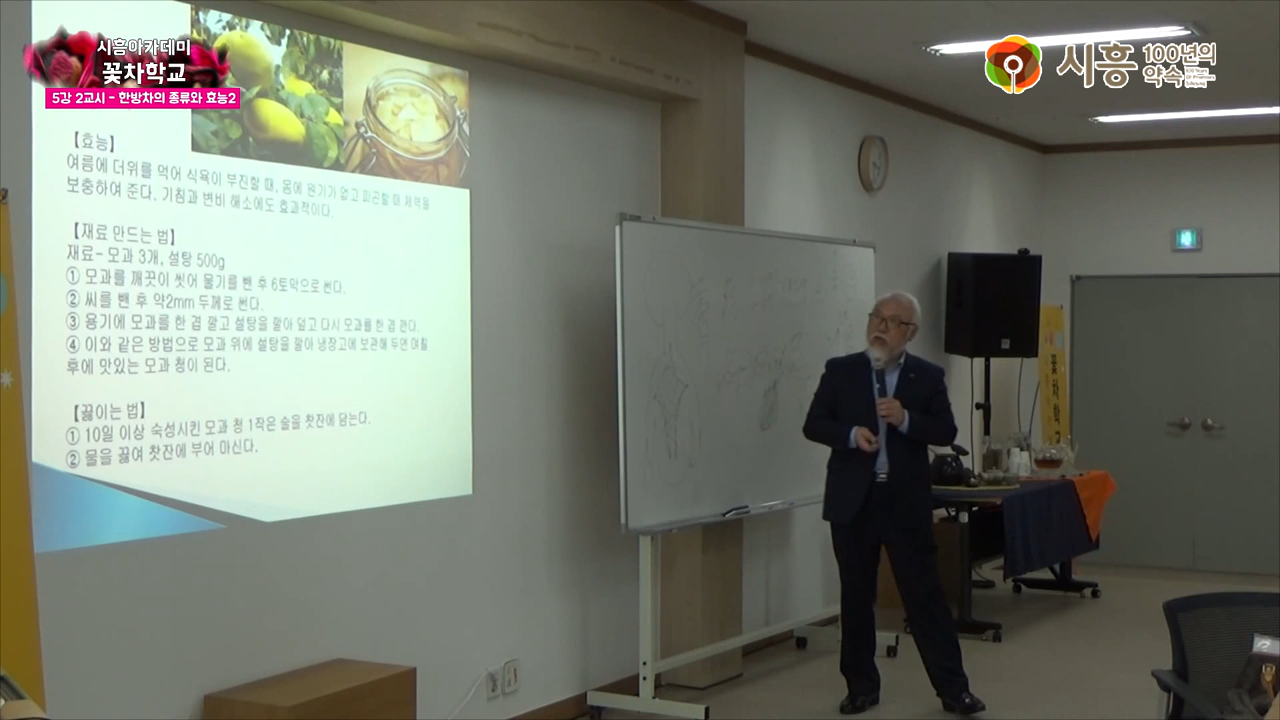 시흥아카데미
꽃차학교
5강 2교시 - 한방차의 종류와 효능2
시흥 100년의
약속
【효능】
여름에 더위를 먹어 식욕이 부진할 때, 몸에 원기가 없고 피곤할 때 체력을
보충하여 준다. 기침과 변비 해소에도 효과적이다.
【재료 만드는 법】
재료- 모과 3개, 설탕 500g
① 모과를 깨끗이 씻어 물기를 뺀 후 6토막으로 썬다.
② 씨를 뺀 후 약2mm 두께로 썬다.
③ 용기에 모과를 한 겹 깔고 설탕을 깔아 덮고 다시 모과를 한 겹 깐다.
④ 이와 같은 방법으로 모과 위에 설탕을 깔아 냉장고에 보관해 두면 며칠
후에 맛있는 모과 청이 된다.
【끓이는 법】
① 10일 이상 숙성시킨 모과 청 1작은 술을 찻잔에 담는다.
② 물을 끓여 찻잔에 부어 마신다.
꽃차학교